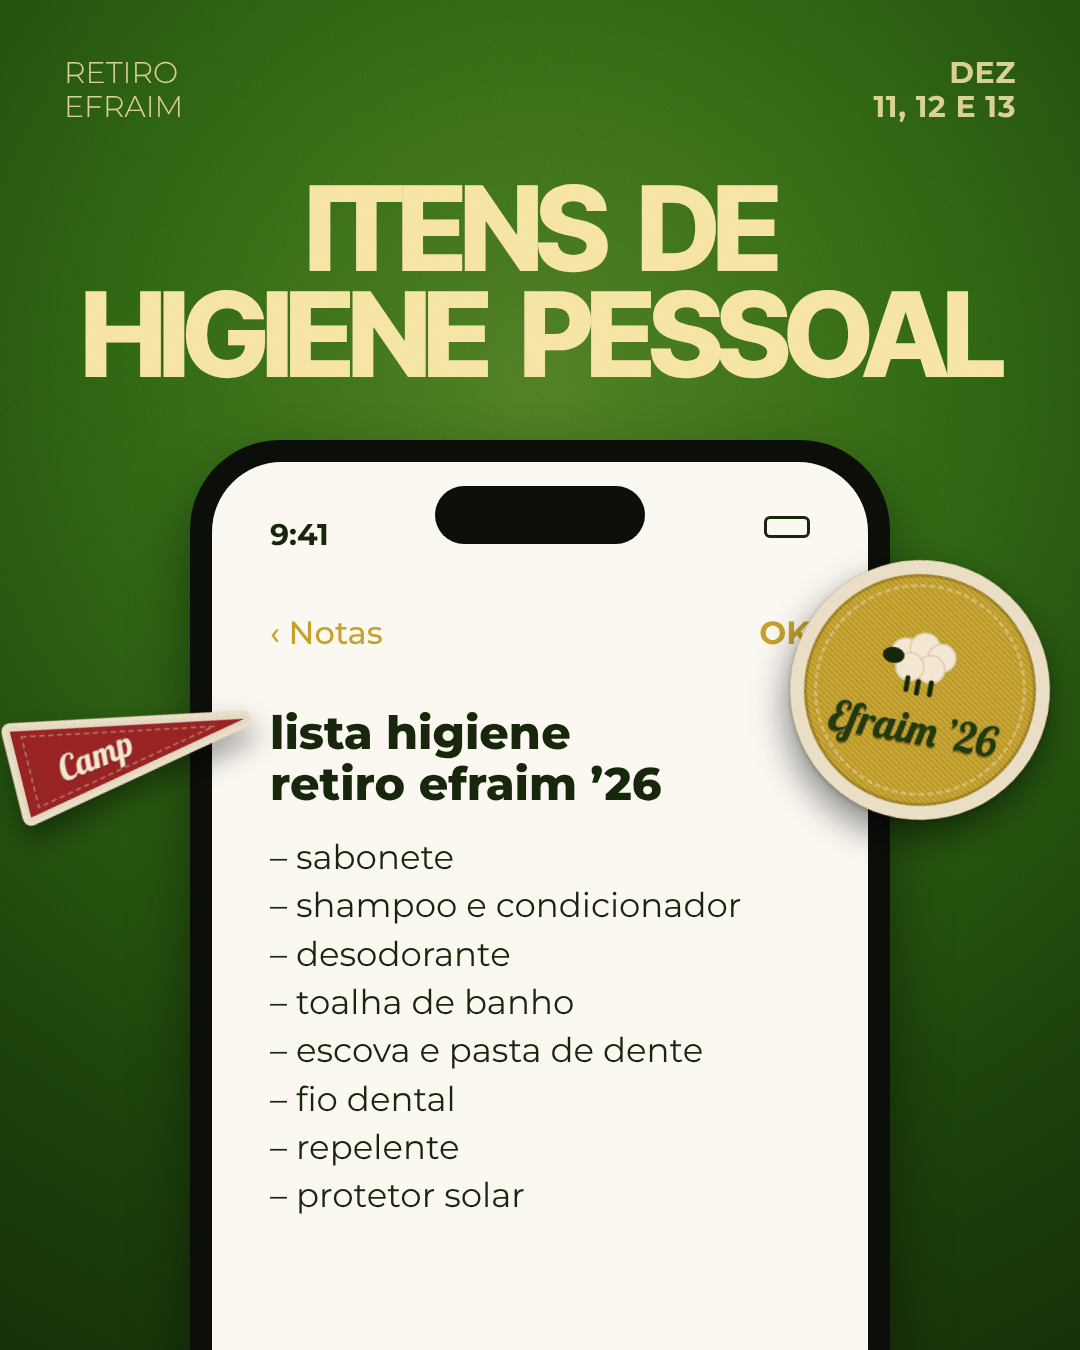 RETIRO
EFRAIM
DEZ
11, 12 E 13
ITENS DE
HIGIENE PESSOAL
9:41
‹ Notas
OK
Camp
lista higiene
retiro efraim ’26
Efraim ’26
– sabonete
– shampoo e condicionador
– desodorante
– toalha de banho
– escova e pasta de dente
– fio dental
– repelente
– protetor solar